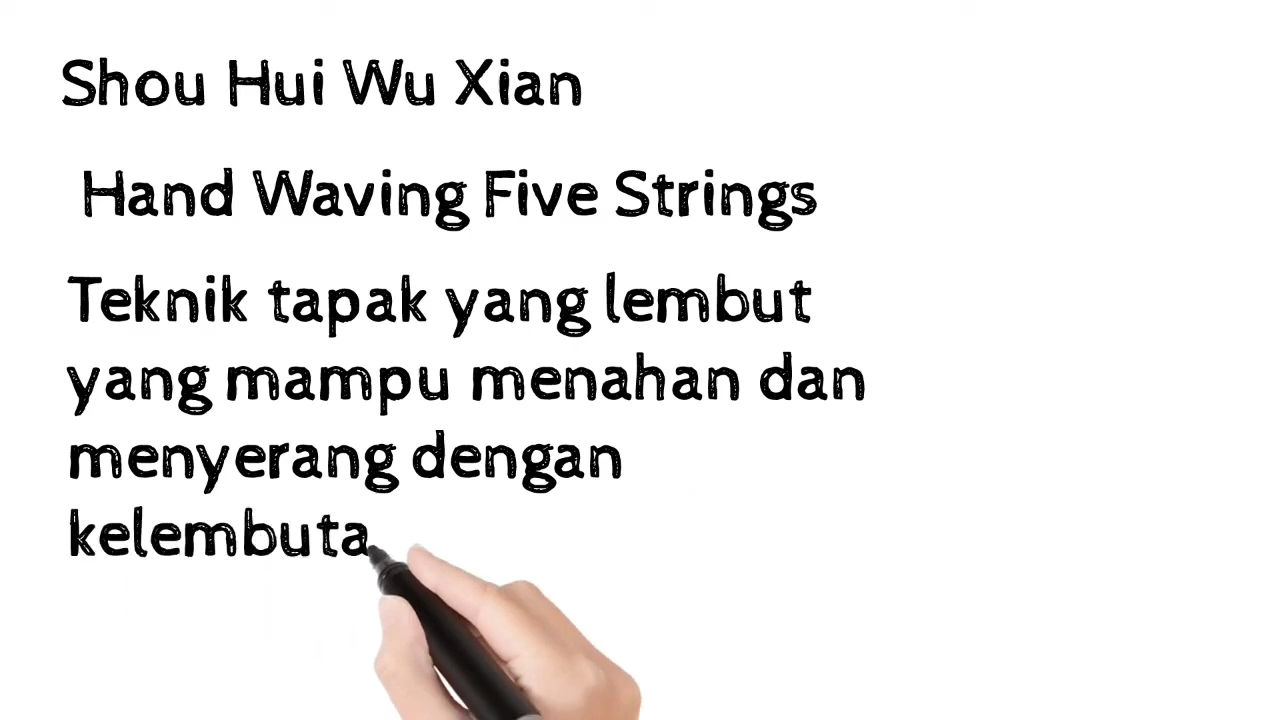 Shou Hui Wu Xian
Hand Waving Five Strings
Teknik tapak yang lembut
yang mampu menahan dan
menyerang dengan
kelembuta